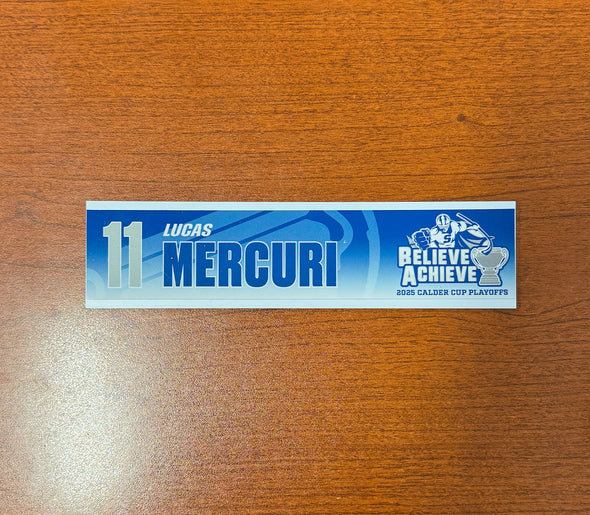 11
LUCAS
MERCURI
BELIEVE
ACHIEVE
2025 CALDER CUP PLAYOFFS